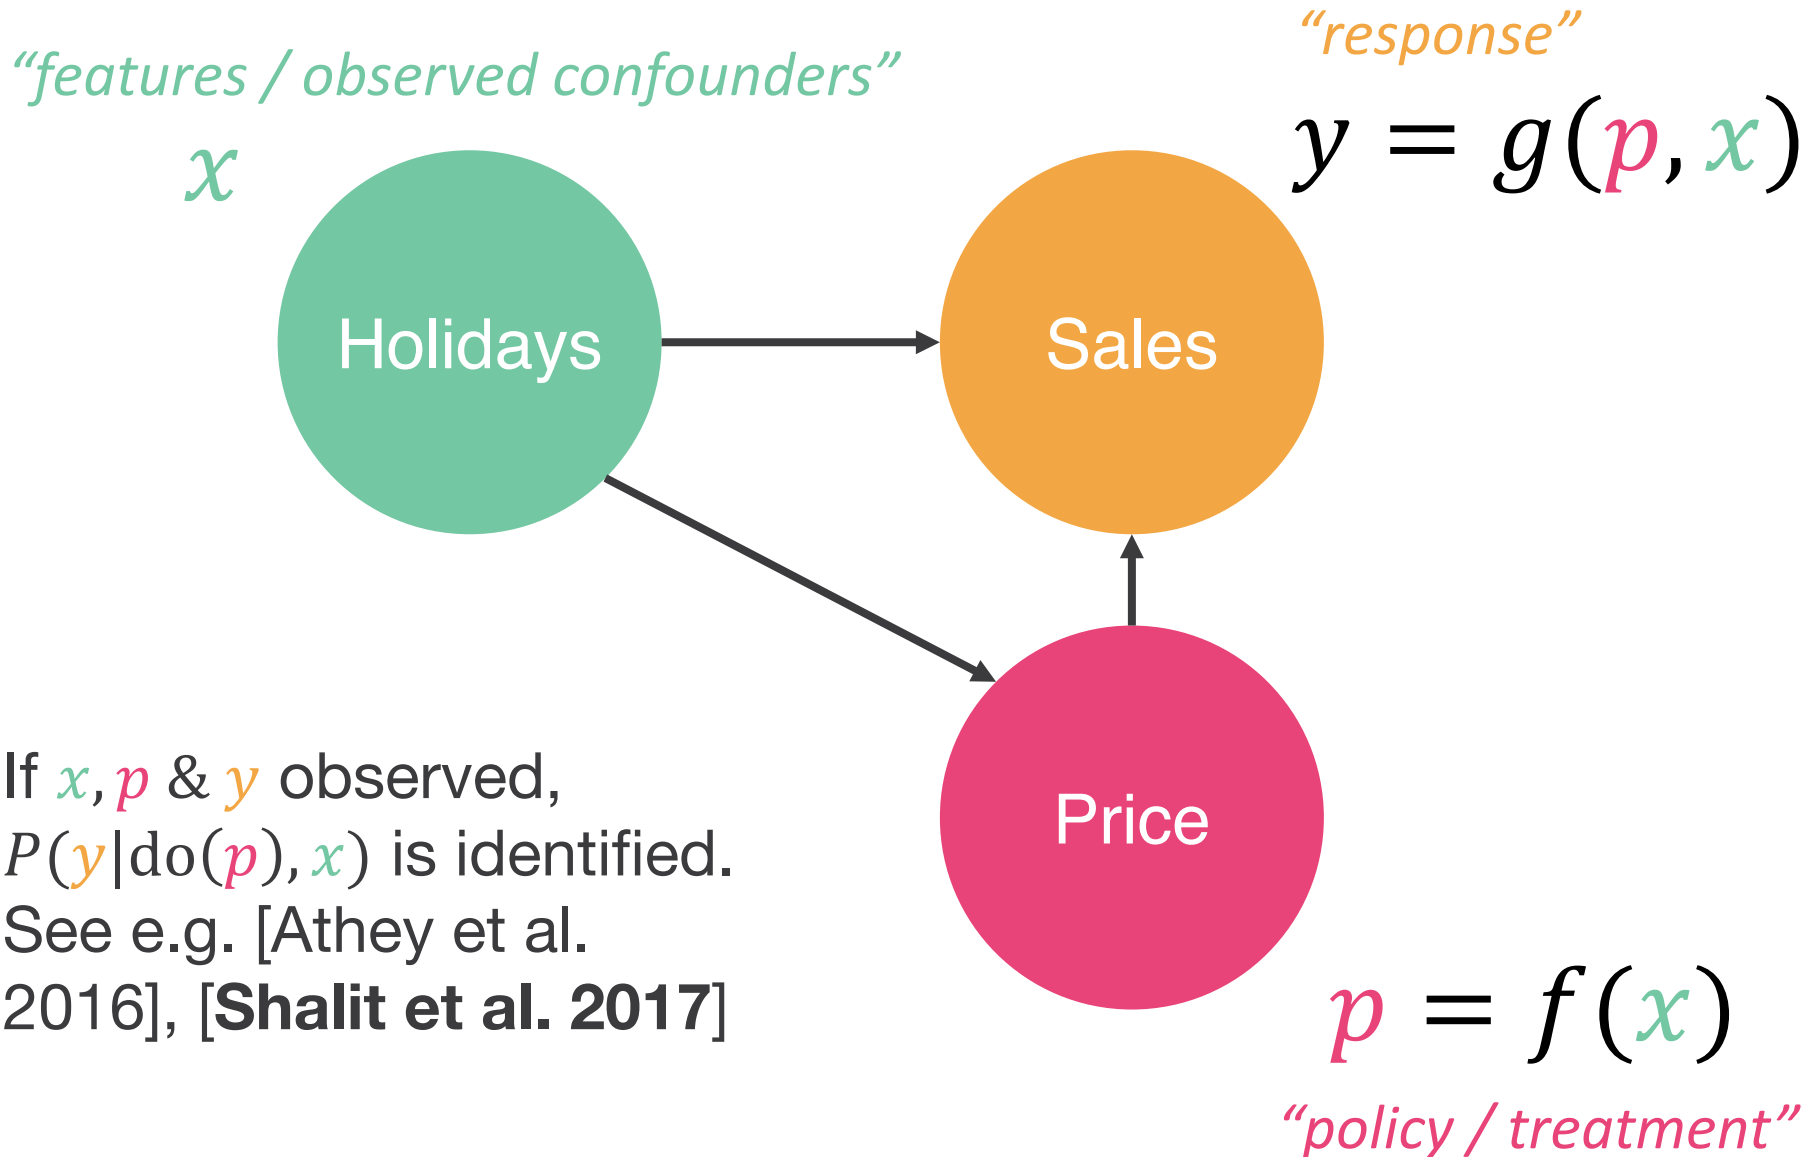 “features / observed confounders”
x
“response”
y = g(p, x)
Holidays
Sales
Price
If x, p & y observed,
P(y|do(p), x) is identified.
See e.g. [Athey et al.
2016], [Shalit et al. 2017]
p = f(x)
“policy / treatment”